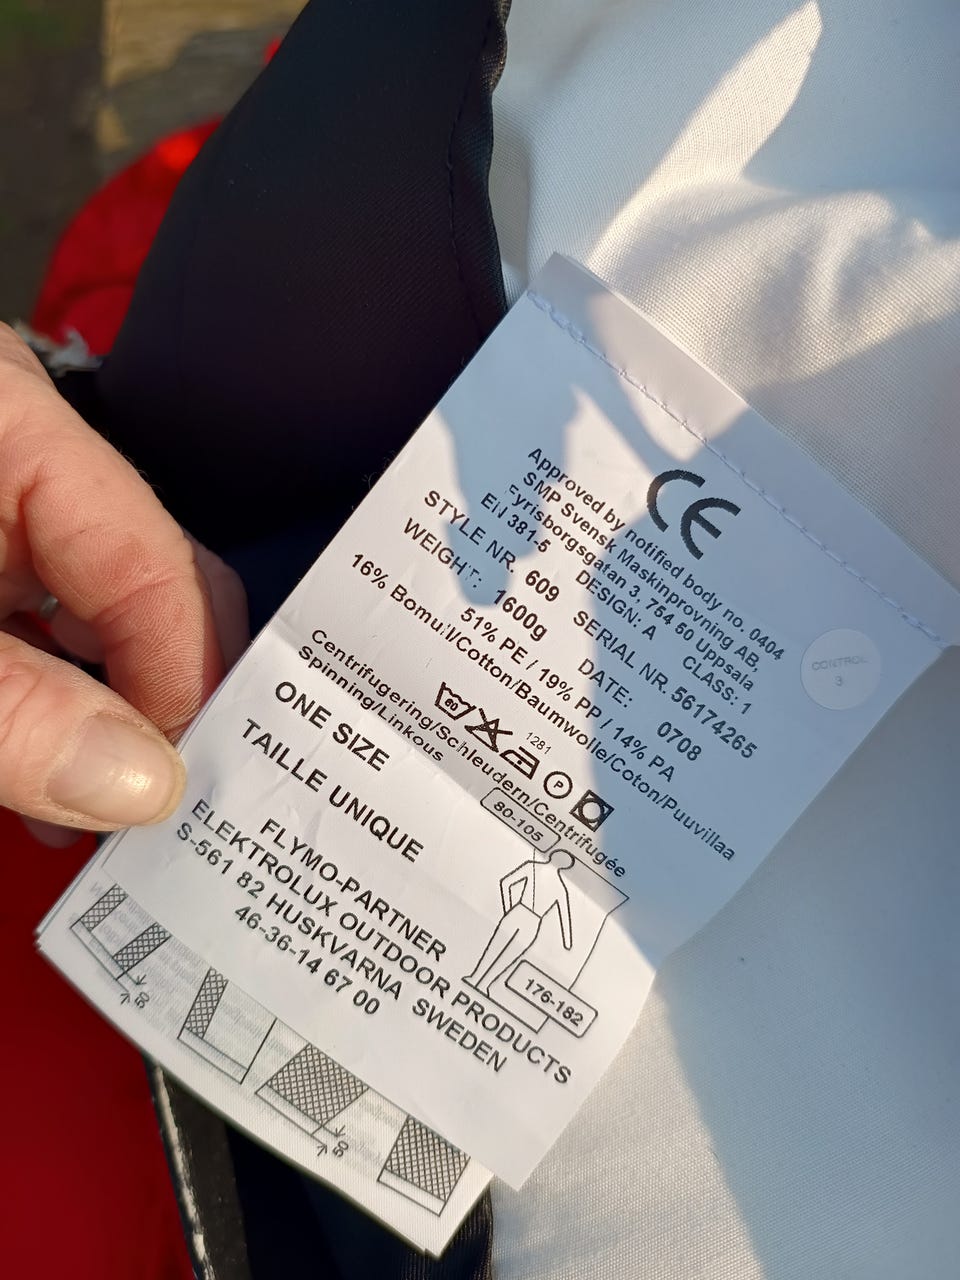 CE
Approved by notified body no. 0404
SMP Svensk Maskinprovning AB,
Fyrisborgsgatan 3, 754 50 Uppsala
EN 381-5 DESIGN: A CLASS: 1
STYLE NR. 609 SERIAL NR. 56174265
WEIGHT: 1600g DATE: 0708
51% PE / 19% PP / 14% PA
16% Bomull/Cotton/Baumwolle/Coton/Puuvillaa
60
1281
P
Centrifugering/Schleudern/Centrifugée
Spinning/Linkous
ONE SIZE
TAILLE UNIQUE
80-105
176-182
FLYMO-PARTNER
ELEKTROLUX OUTDOOR PRODUCTS
S-561 82 HUSKVARNA SWEDEN
46-36-14 67 00
CONTROL
3
50
50